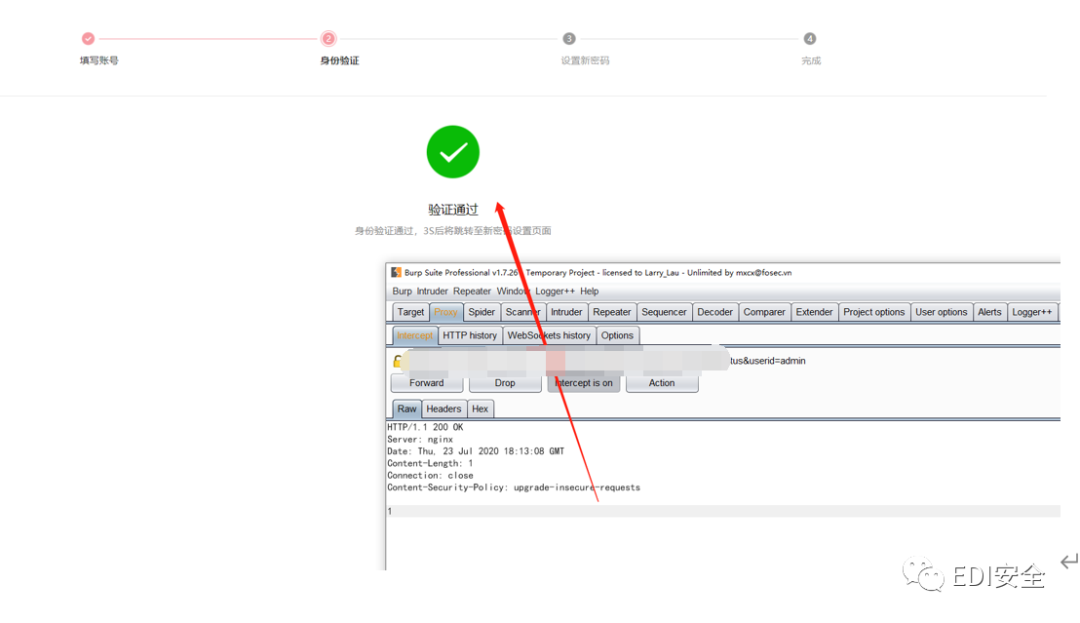 2 3 4
填写账号 身份验证 设置新密码 完成
验证通过
身份验证通过，3S后将跳转至新密码设置页面
Burp Suite Professional v1.7.26 - Temporary Project - licensed to Larry_Lau - Unlimited by mxcx@fosec.vn
Burp Intruder Repeater Window Logger++ Help
Target Proxy Spider Scanner Intruder Repeater Sequencer Decoder Comparer Extender Project options User options Alerts Logger++
Intercept HTTP history WebSockets history Options
tus&userid=admin
Forward Drop Intercept is on Action
Raw Headers Hex
HTTP/1.1 200 OK
Server: nginx
Date: Thu, 23 Jul 2020 18:13:08 GMT
Content-Length: 1
Connection: close
Content-Security-Policy: upgrade-insecure-requests
1
EDI安全